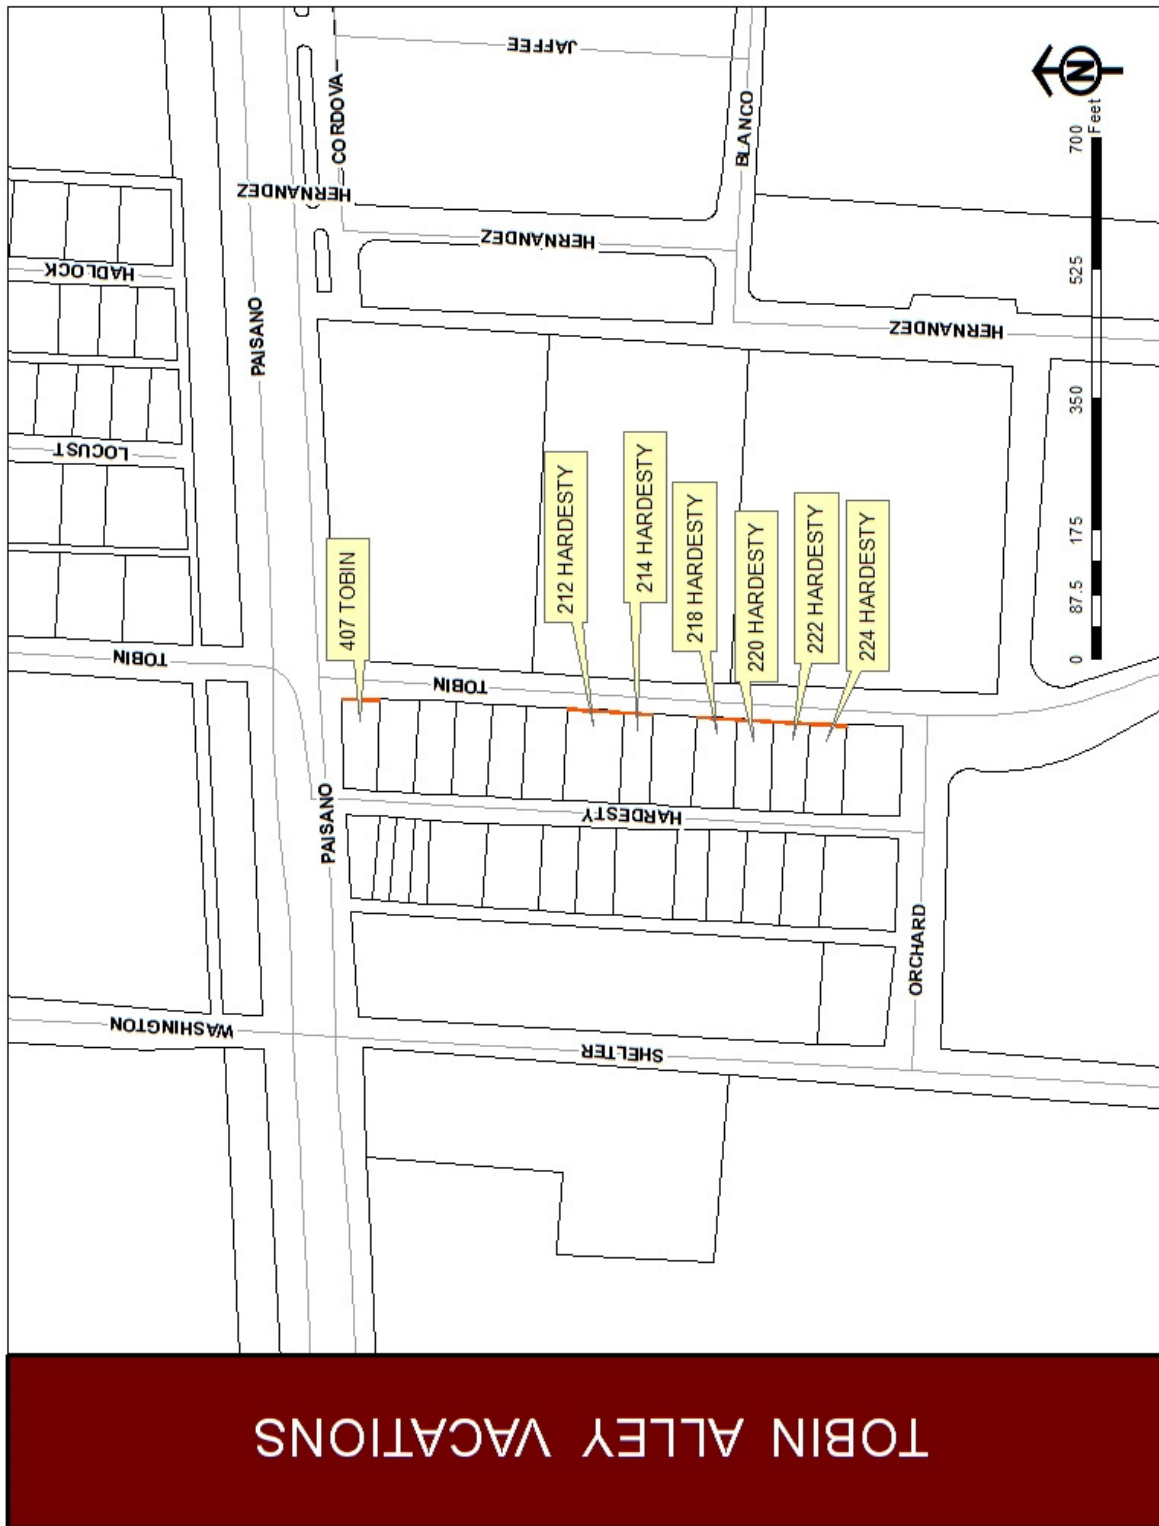 JAFFEE
CORDOVA
BLANCO
N
HERNANDEZ
HERNANDEZ
HERNANDEZ
HADLOCK
PAISANO
LOCUST
TOBIN
TOBIN
407 TOBIN
212 HARDESTY
214 HARDESTY
218 HARDESTY
220 HARDESTY
222 HARDESTY
224 HARDESTY
PAISANO
HARDESTY
ORCHARD
WASHINGTON
SHELTER
0 87.5 175 350 525 700
Feet
TOBIN ALLEY VACATIONS